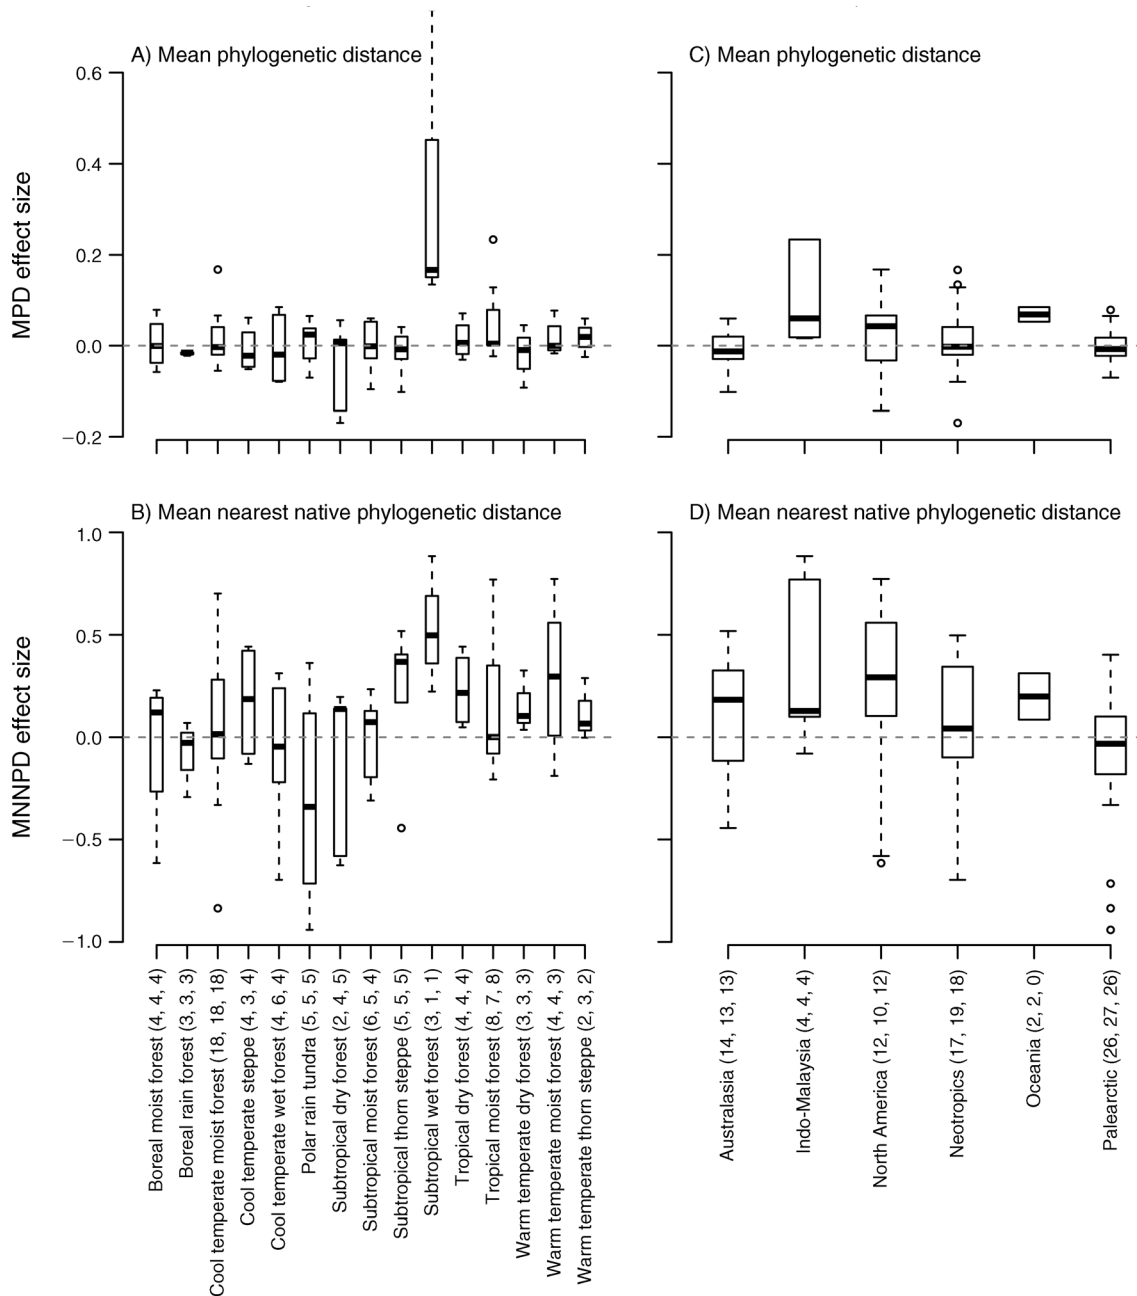 A) Mean phylogenetic distance
MPD effect size
0.6
0.4
0.2
0.0
−0.2
C) Mean phylogenetic distance
B) Mean nearest native phylogenetic distance
MNNPD effect size
1.0
0.5
0.0
−0.5
−1.0
D) Mean nearest native phylogenetic distance
Boreal moist forest (4, 4, 4)
Boreal rain forest (3, 3, 3)
Cool temperate moist forest (18, 18, 18)
Cool temperate steppe (4, 3, 4)
Cool temperate wet forest (4, 6, 4)
Polar rain tundra (5, 5, 5)
Subtropical dry forest (2, 4, 5)
Subtropical moist forest (6, 5, 4)
Subtropical thorn steppe (5, 5, 5)
Subtropical wet forest (3, 1, 1)
Tropical dry forest (4, 4, 4)
Tropical moist forest (8, 7, 8)
Warm temperate dry forest (3, 3, 3)
Warm temperate moist forest (4, 4, 3)
Warm temperate thorn steppe (2, 3, 2)
Australasia (14, 13, 13)
Indo-Malaysia (4, 4, 4)
North America (12, 10, 12)
Neotropics (17, 19, 18)
Oceania (2, 2, 0)
Palearctic (26, 27, 26)